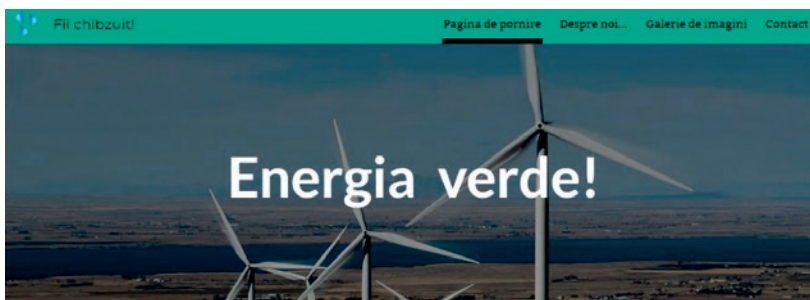 Fii chibzuit!
Pagina de pornire Despre noi... Galerie de imagini Contact
Energia verde!